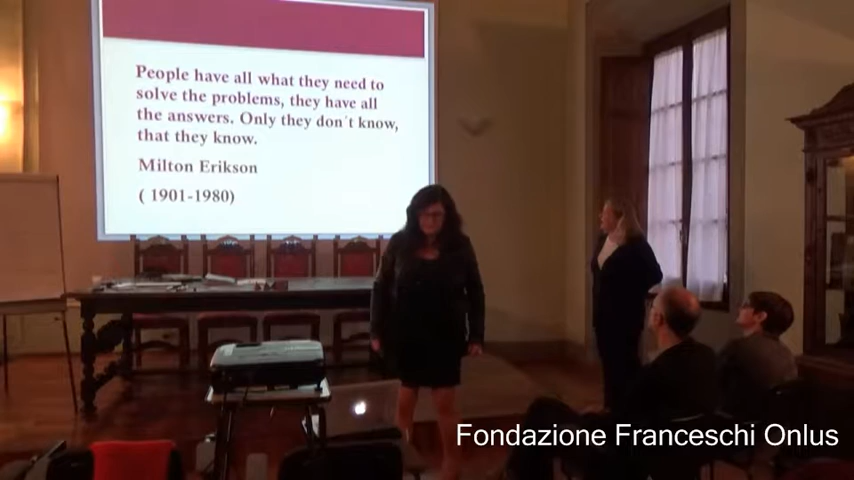 People have all what they need to
solve the problems, they have all
the answers. Only they don´t know,
that they know.
Milton Erikson
( 1901-1980)
Fondazione Franceschi Onlus